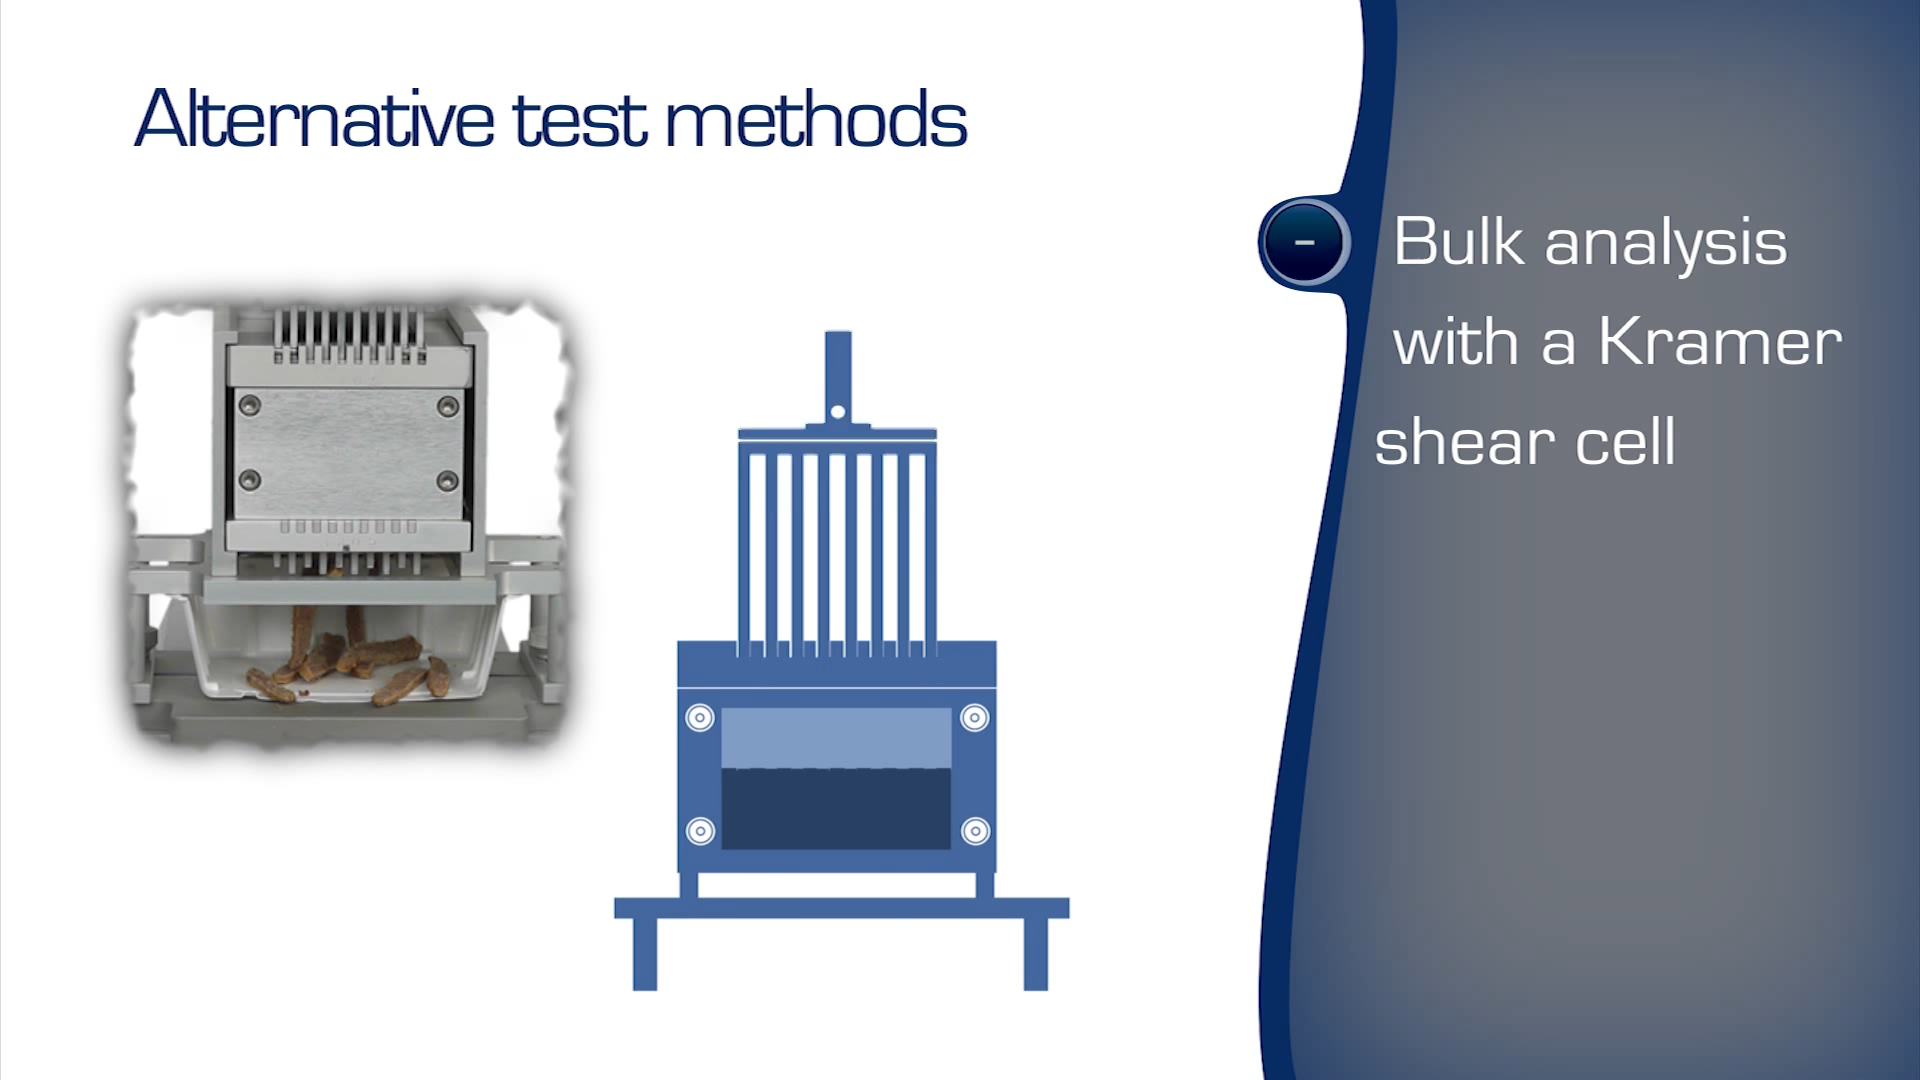 Alternative test methods
- Bulk analysis
with a Kramer
shear cell